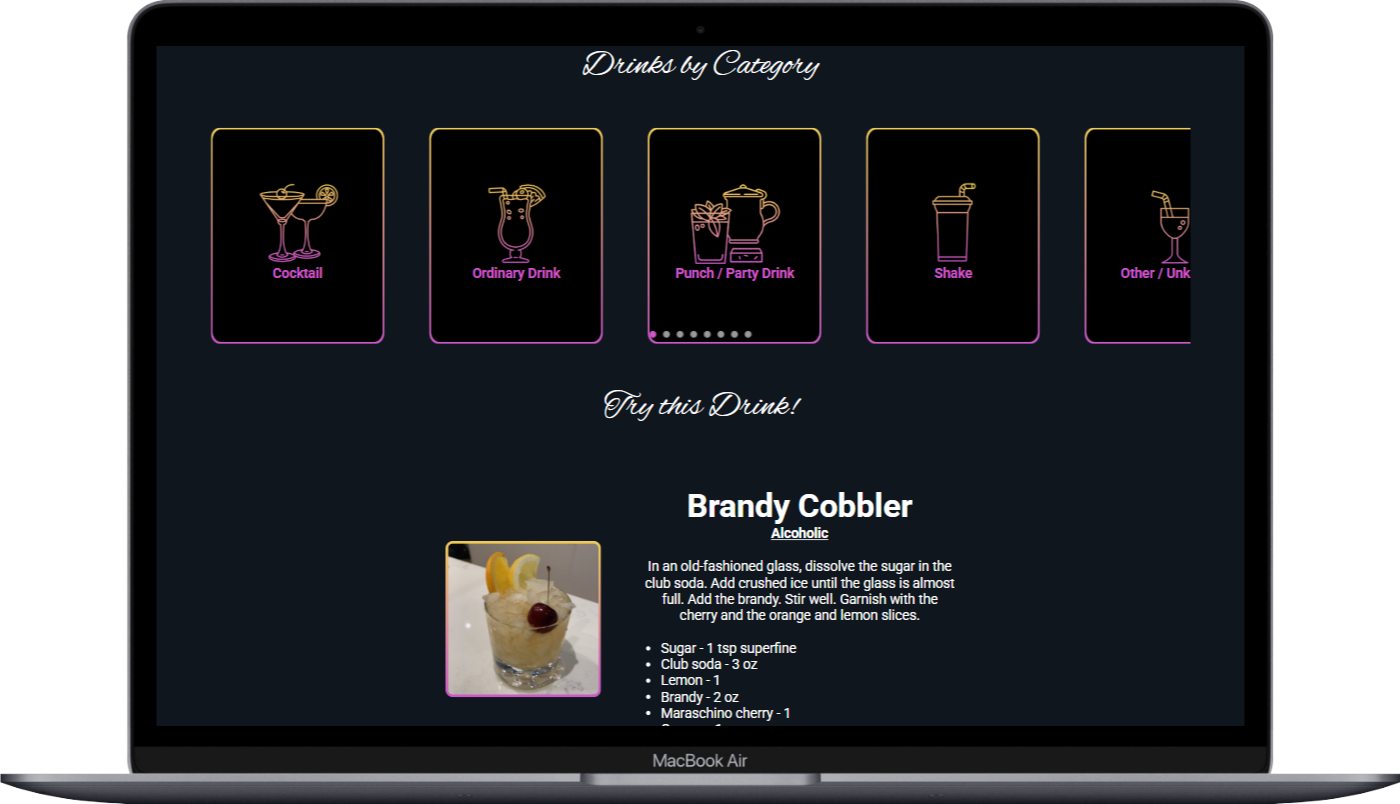 Drinks by Category
Cocktail
Ordinary Drink
Punch / Party Drink
Shake
Other / Unk
Try this Drink!
Brandy Cobbler
Alcoholic
In an old-fashioned glass, dissolve the sugar in the
club soda. Add crushed ice until the glass is almost
full. Add the brandy. Stir well. Garnish with the
cherry and the orange and lemon slices.
• Sugar - 1 tsp superfine
• Club soda - 3 oz
• Lemon - 1
• Brandy - 2 oz
• Maraschino cherry - 1
MacBook Air